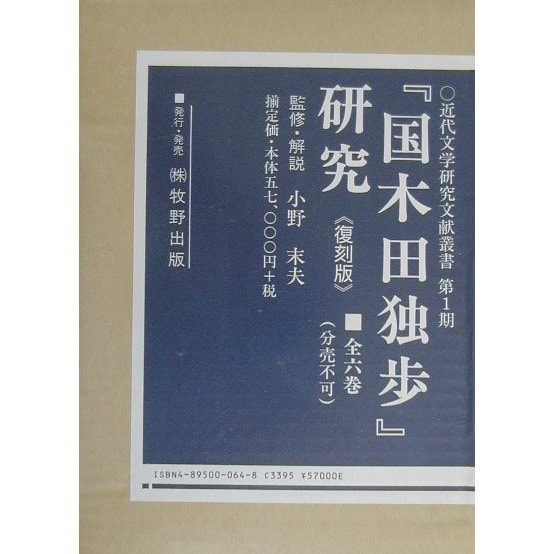 ○近代文学研究文献叢書 第1期
『国木田独歩』
研究《復刻版》■全六巻
(分売不可)
監修・解説 小野 末夫
揃定価・本体五七、〇〇〇円+税
■発行・発売 ㈱牧野出版
ISBN4-89500-064-8 C3395 ¥57000E